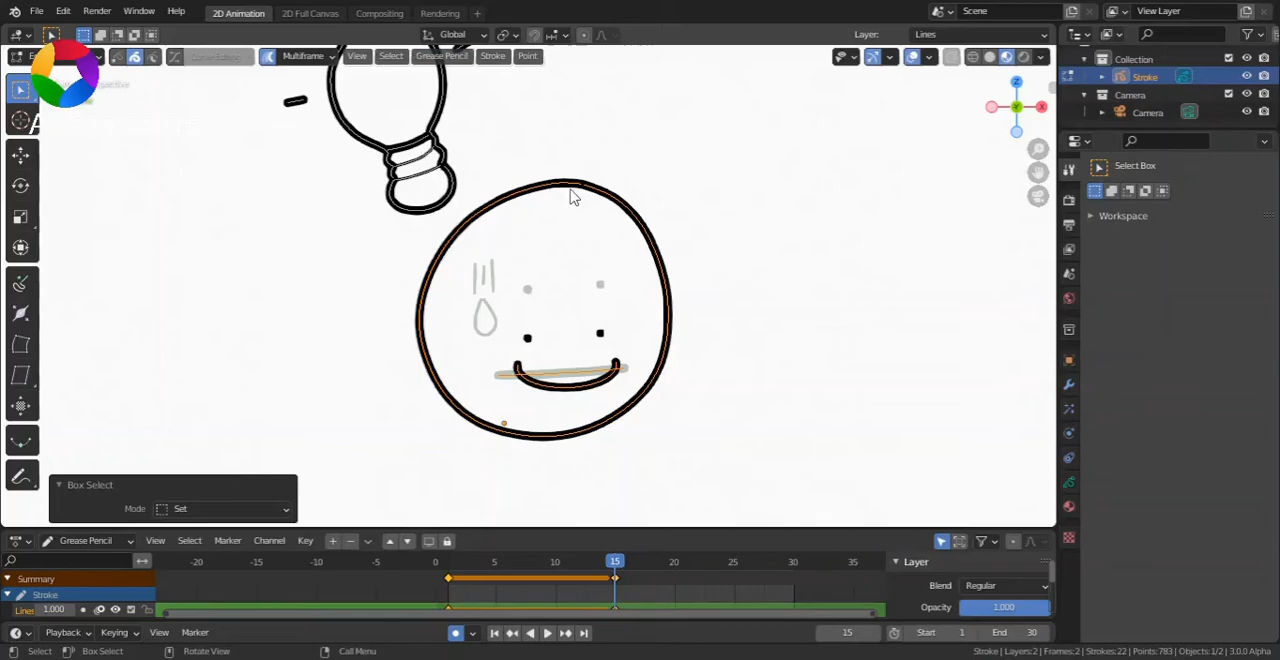 File Edit Render Window Help 2D Animation 2D Full Canvas Compositing Rendering + Scene View Layer
Global Layer: Lines
Multiframe View Select Grease Pencil Stroke Point
Collection
Stroke
Camera
Camera
Z
X
Y
Select Box
Workspace
Box Select
Mode Set
Grease Pencil View Select Marker Channel Key
-20 -10 0 5 10 15 20 30 35
Summary
Stroke
Lines 1.000
Layer
Blend Regular
Opacity 1.000
Playback Keying View Marker 15 Start 1 End 30
Select Box Select Rotate View Call Menu Stroke | Layers:2 | Frames:2 | Strokes:22 | Points:783 | Objects:1/2 | 3.0.0 Alpha